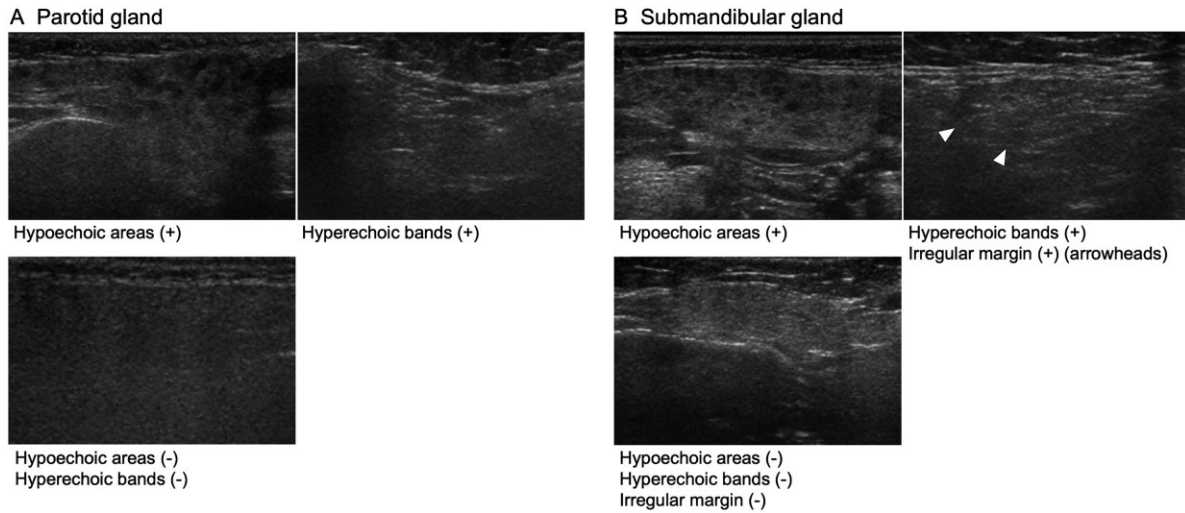 A Parotid gland
B Submandibular gland
Hypoechoic areas (+)
Hyperechoic bands (+)
Hypoechoic areas (+)
Hyperechoic bands (+)
Irregular margin (+) (arrowheads)
Hypoechoic areas (-)
Hyperechoic bands (-)
Hypoechoic areas (-)
Hyperechoic bands (-)
Irregular margin (-)